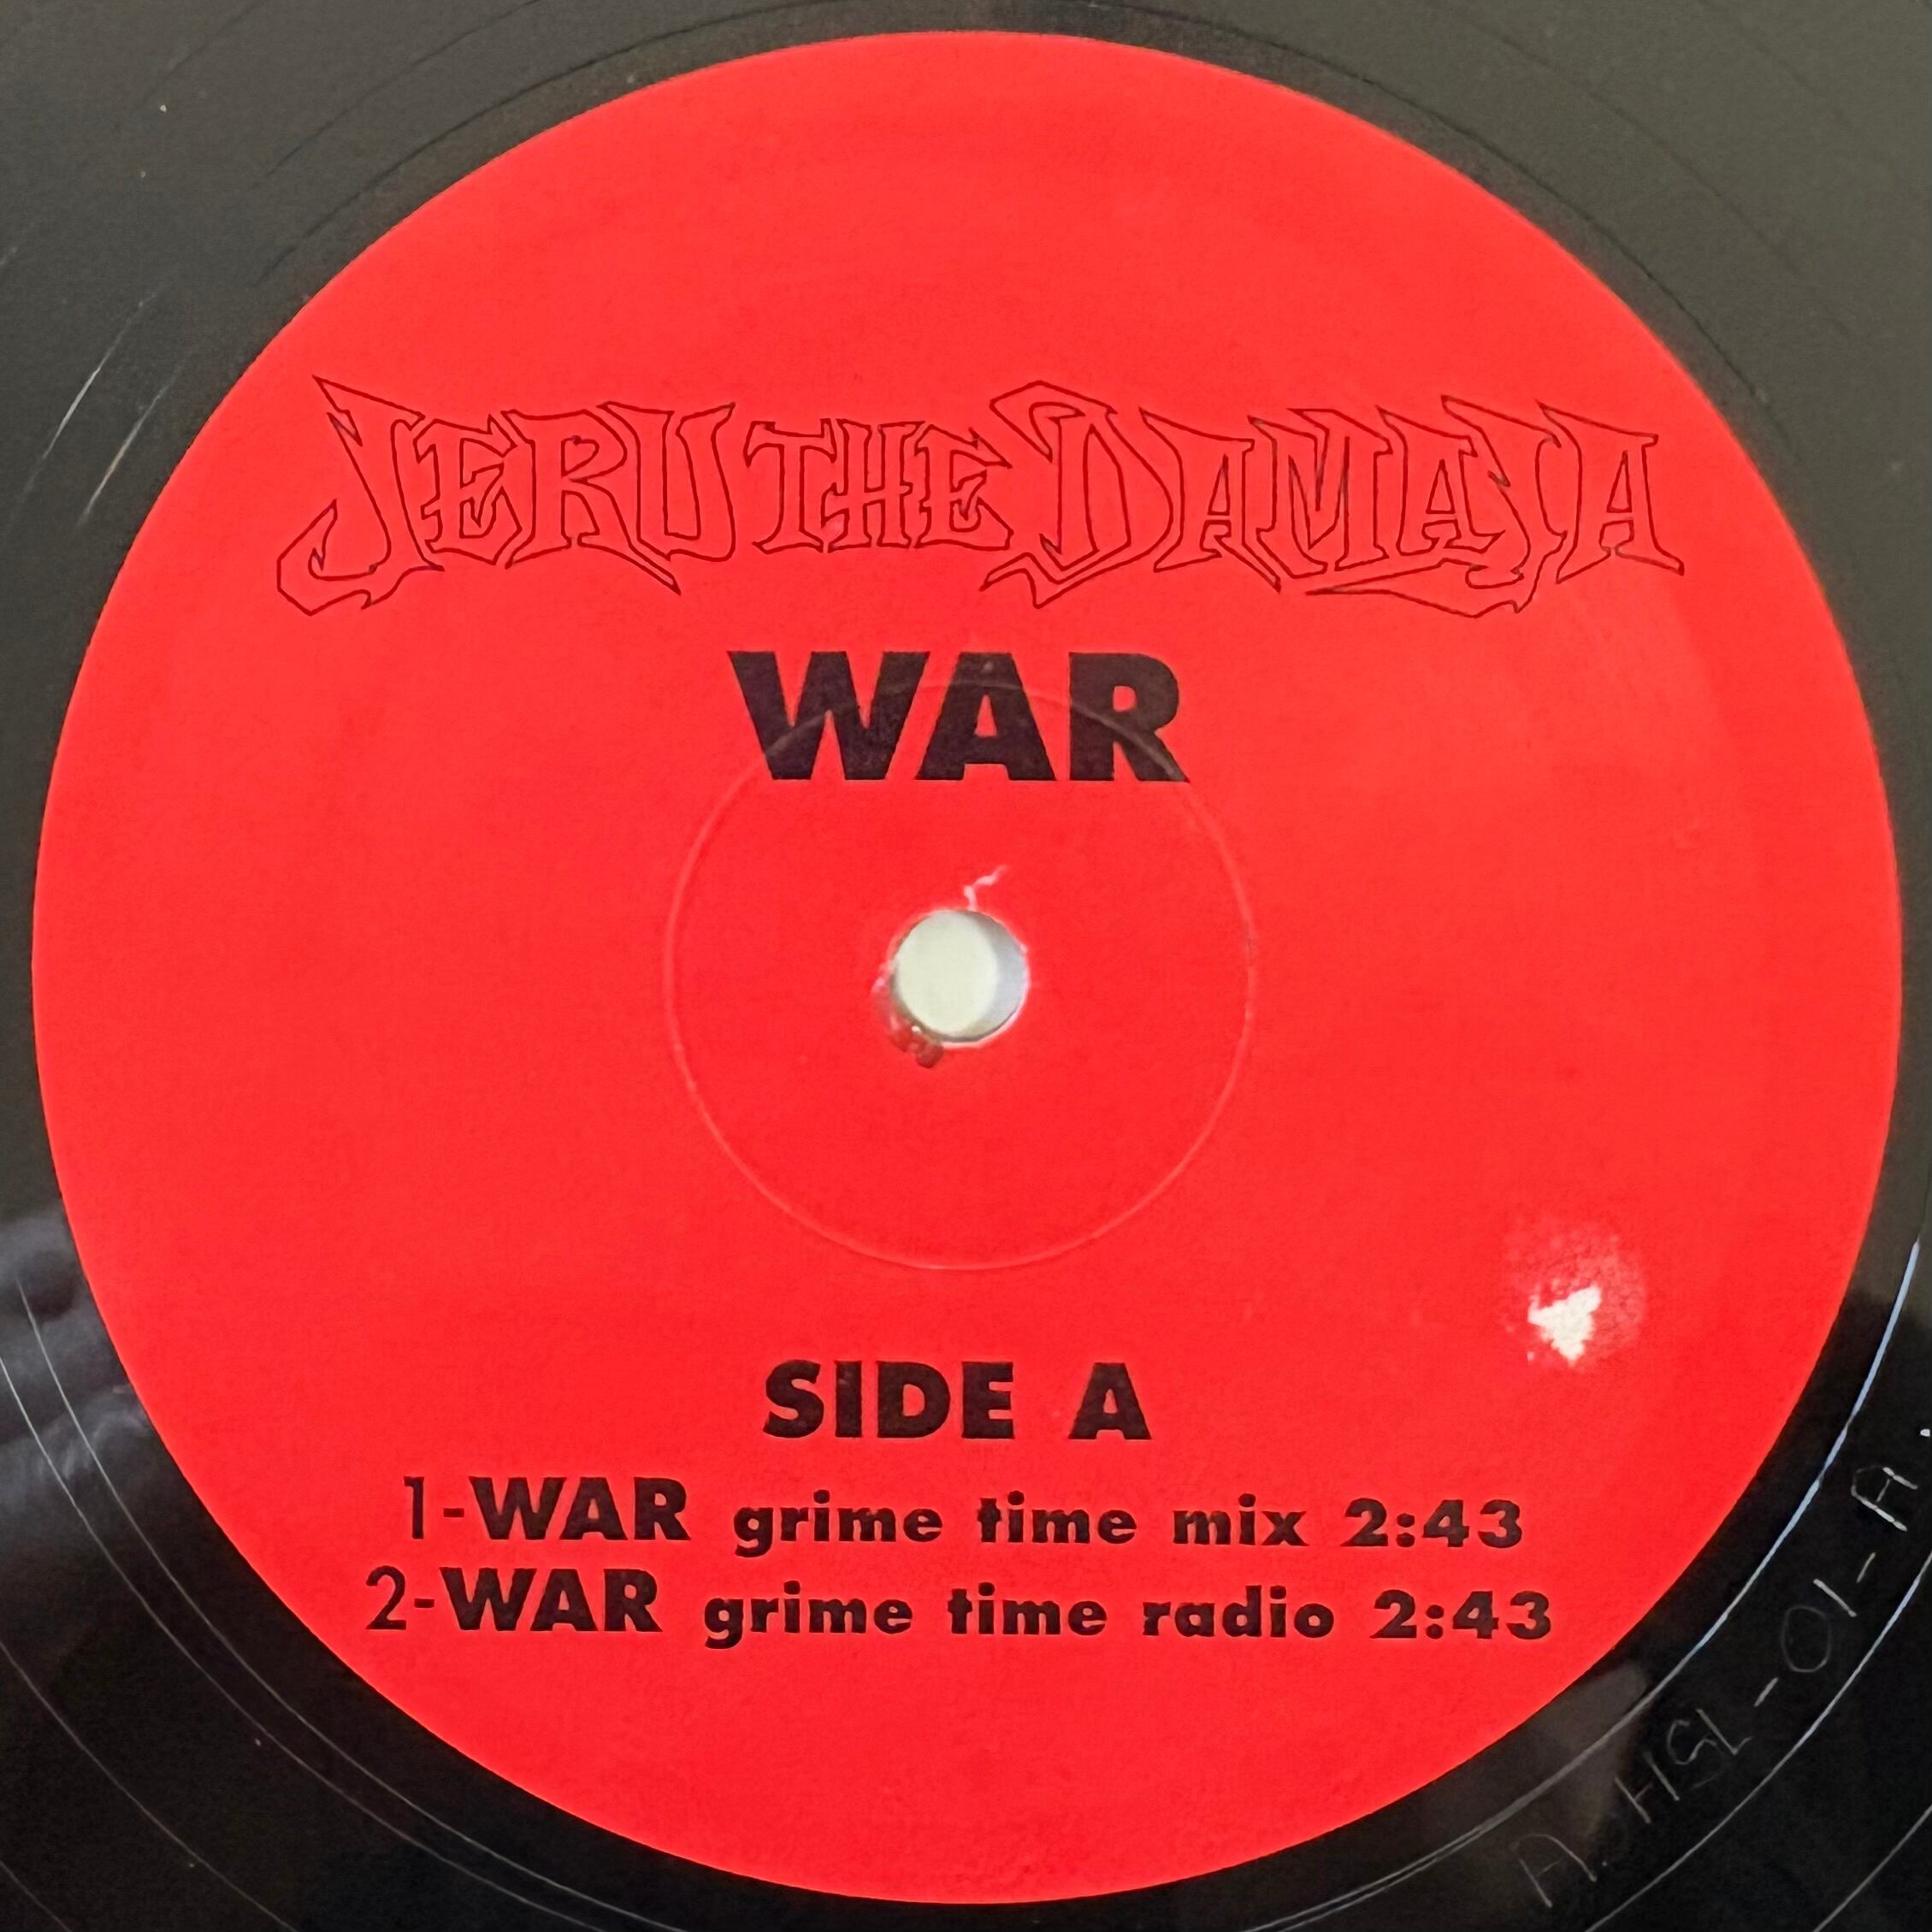 JERU THE DAMAJA
WAR
SIDE A
1-WAR grime time mix 2:43
2-WAR grime time radio 2:43